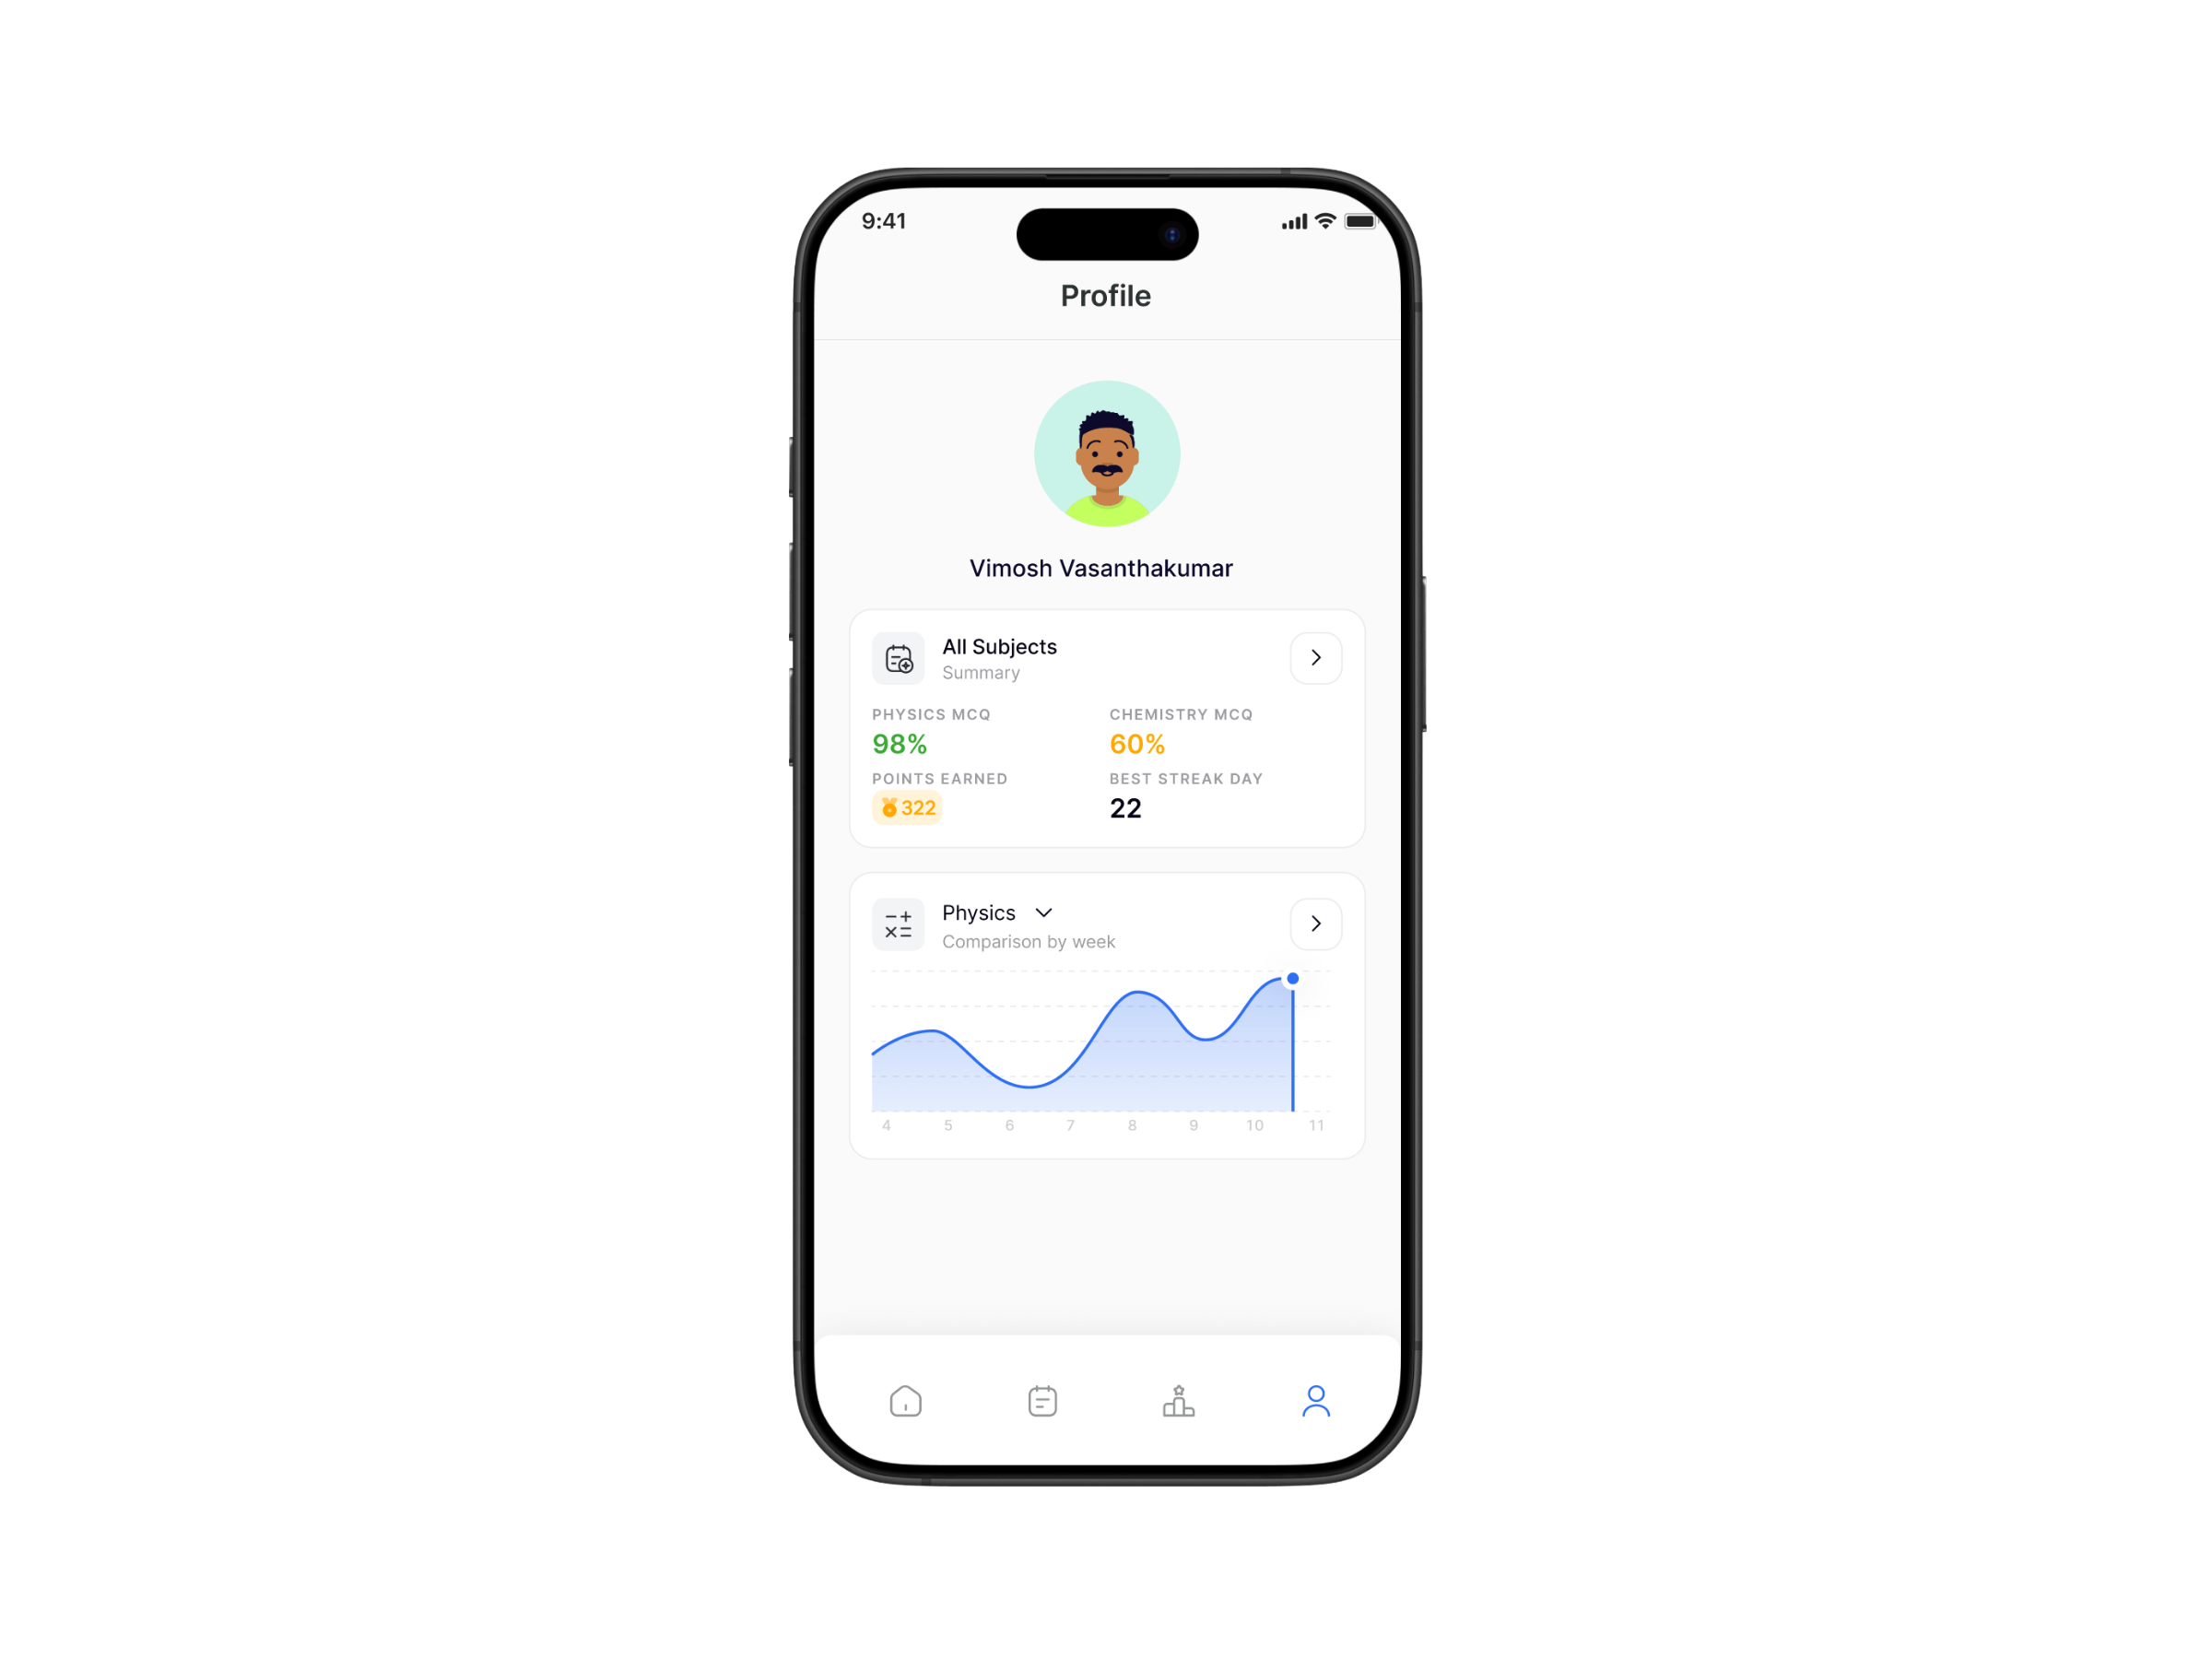 9:41
Profile
Vimosh Vasanthakumar
All Subjects
Summary
PHYSICS MCQ
98%
CHEMISTRY MCQ
60%
POINTS EARNED
322
BEST STREAK DAY
22
Physics
Comparison by week
4 5 6 7 8 9 10 11